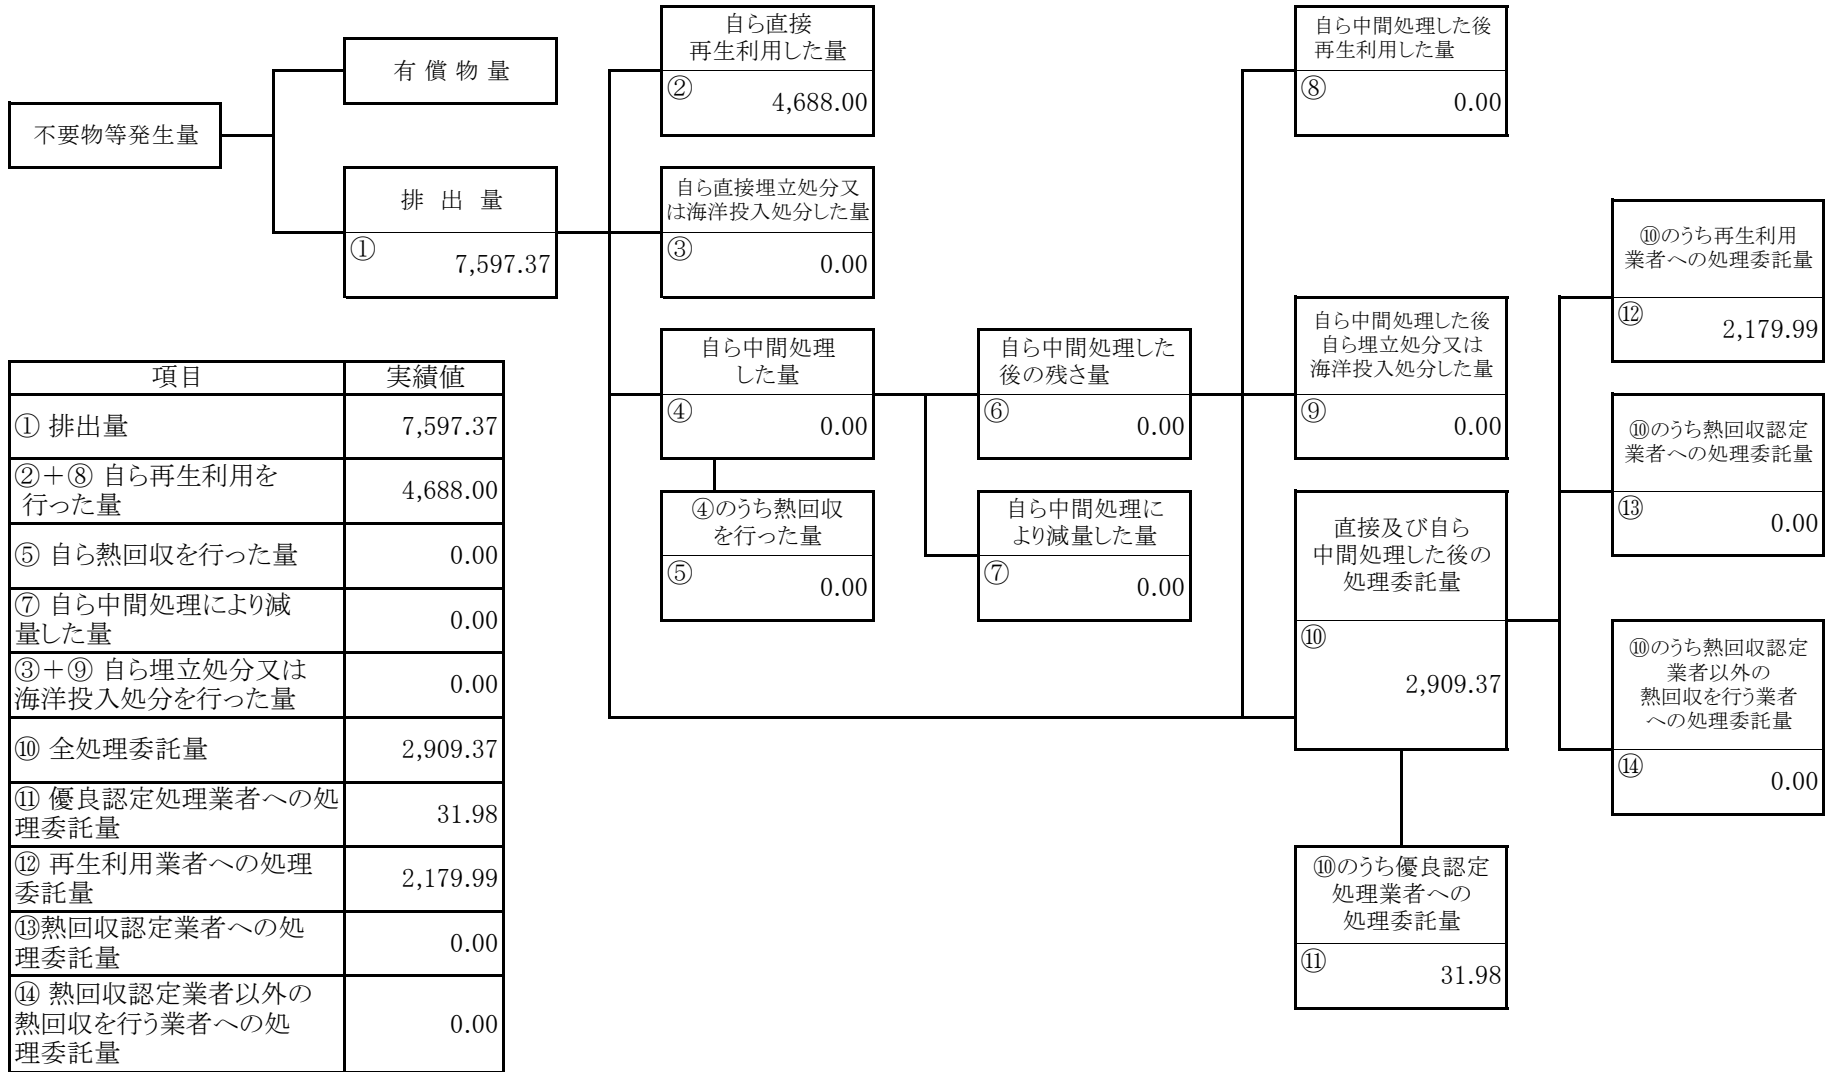 不要物等発生量
有 償 物 量
排 出 量
①
7,597.37
自ら直接
再生利用した量
②
4,688.00
自ら直接埋立処分又
は海洋投入処分した量
③
0.00
自ら中間処理
した量
④
0.00
④のうち熱回収
を行った量
⑤
0.00
自ら中間処理した
後の残さ量
⑥
0.00
自ら中間処理に
より減量した量
⑦
0.00
自ら中間処理した後
再生利用した量
⑧
0.00
自ら中間処理した後
自ら埋立処分又は
海洋投入処分した量
⑨
0.00
直接及び自ら
中間処理した後の
処理委託量
⑩
2,909.37
⑩のうち優良認定
処理業者への
処理委託量
⑪
31.98
⑩のうち再生利用
業者への処理委託量
⑫
2,179.99
⑩のうち熱回収認定
業者への処理委託量
⑬
0.00
⑩のうち熱回収認定
業者以外の
熱回収を行う業者
への処理委託量
⑭
0.00
項目 実績値
① 排出量 7,597.37
②＋⑧ 自ら再生利用を
行った量 4,688.00
⑤ 自ら熱回収を行った量 0.00
⑦ 自ら中間処理により減
量した量 0.00
③＋⑨ 自ら埋立処分又は
海洋投入処分を行った量 0.00
⑩ 全処理委託量 2,909.37
⑪ 優良認定処理業者への処
理委託量 31.98
⑫ 再生利用業者への処理
委託量 2,179.99
⑬熱回収認定業者への処
理委託量 0.00
⑭ 熱回収認定業者以外の
熱回収を行う業者への処
理委託量 0.00